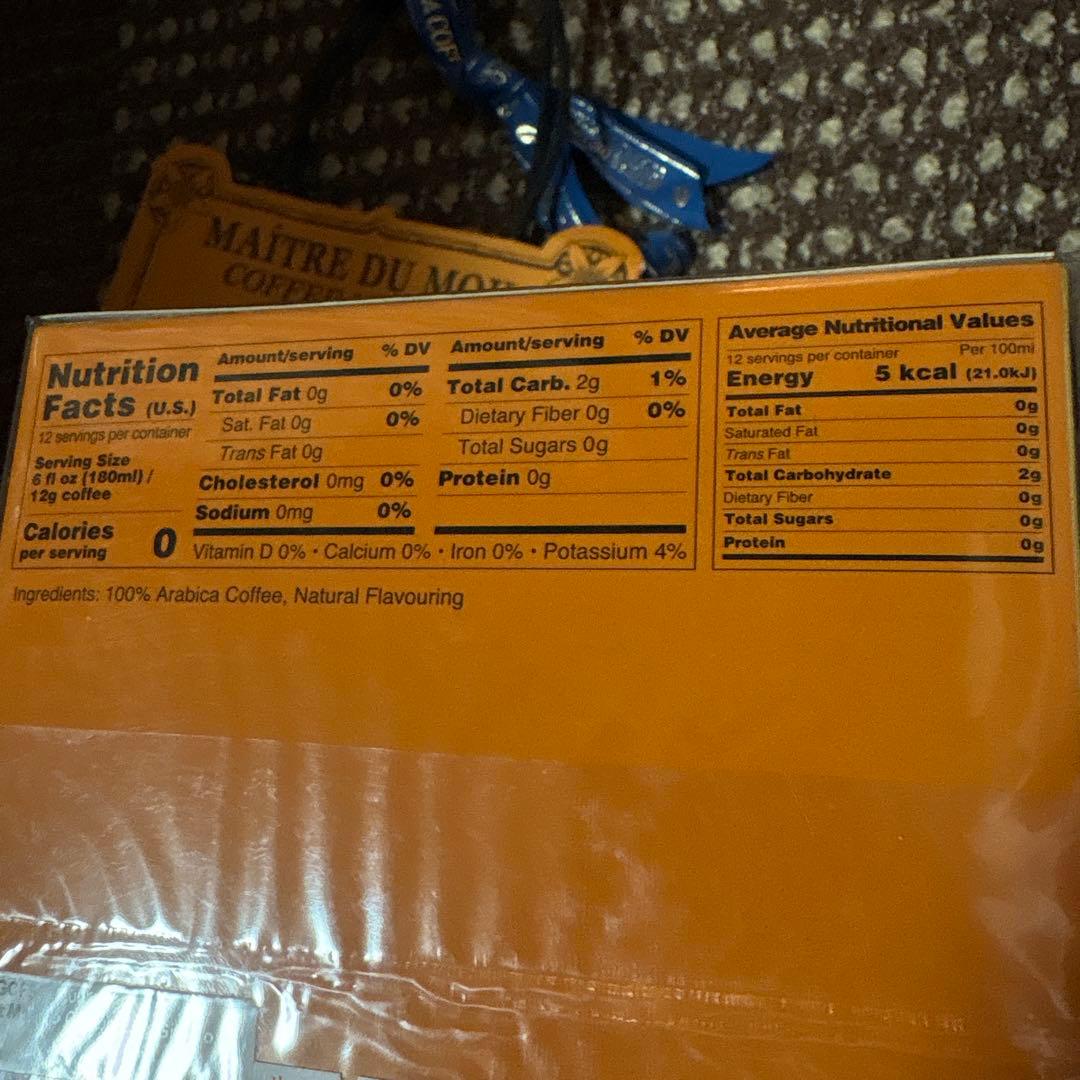 MAÎTRE DU
COFFEE
Nutrition
Facts (U.S.)
12 servings per container
Serving Size
6 fl oz (180ml) /
12g coffee
Calories
per serving 0
Amount/serving % DV
Total Fat 0g 0%
Sat. Fat 0g 0%
Trans Fat 0g
Cholesterol 0mg 0%
Sodium 0mg 0%
Amount/serving % DV
Total Carb. 2g 1%
Dietary Fiber 0g 0%
Total Sugars 0g
Protein 0g
Vitamin D 0% · Calcium 0% · Iron 0% · Potassium 4%
Average Nutritional Values
12 servings per container Per 100ml
Energy 5 kcal (21.0kJ)
Total Fat 0g
Saturated Fat 0g
Trans Fat 0g
Total Carbohydrate 2g
Dietary Fiber 0g
Total Sugars 0g
Protein 0g
Ingredients: 100% Arabica Coffee, Natural Flavouring